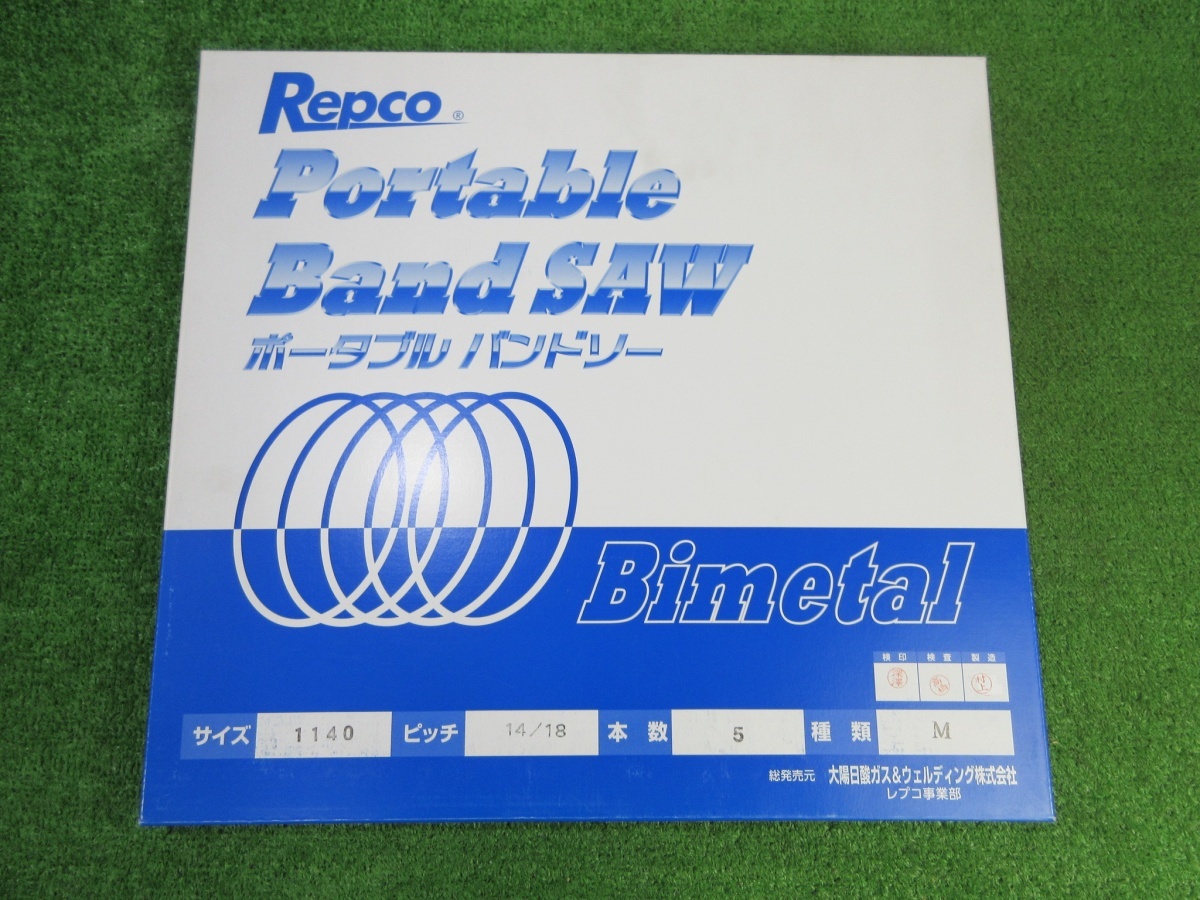 Repco®
Portable
Band SAW
ポータブル バンドソー
Bimetal
検印 検査 製造
村上
サイズ 1140 ピッチ 14/18 本数 5 種類 M
総発売元 大陽日酸ガス&ウェルディング株式会社
レプコ事業部